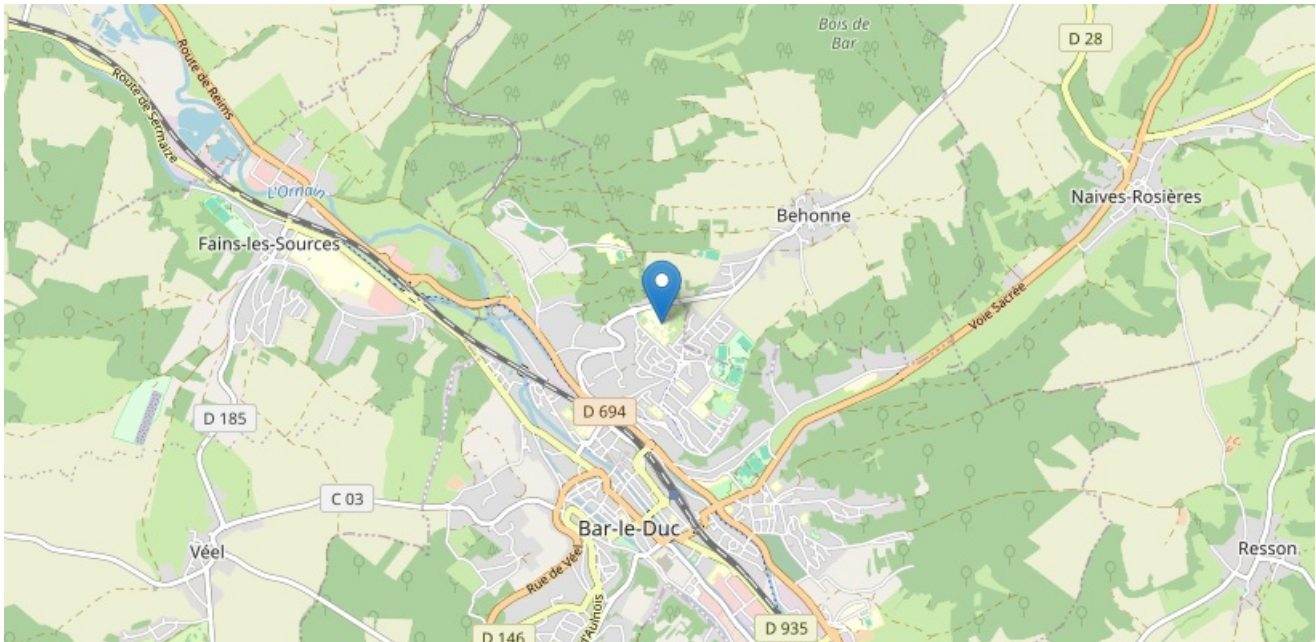 Bois de
Bar
D 28
Route de Reims
Route de Sermaize
L'Ornain
Naives-Rosières
Behonne
Fains-les-Sources
Voie Sacrée
D 185
D 694
C 03
Bar-le-Duc
Véel
Resson
Rue de Véel
d'Aulnois
D 146
D 935